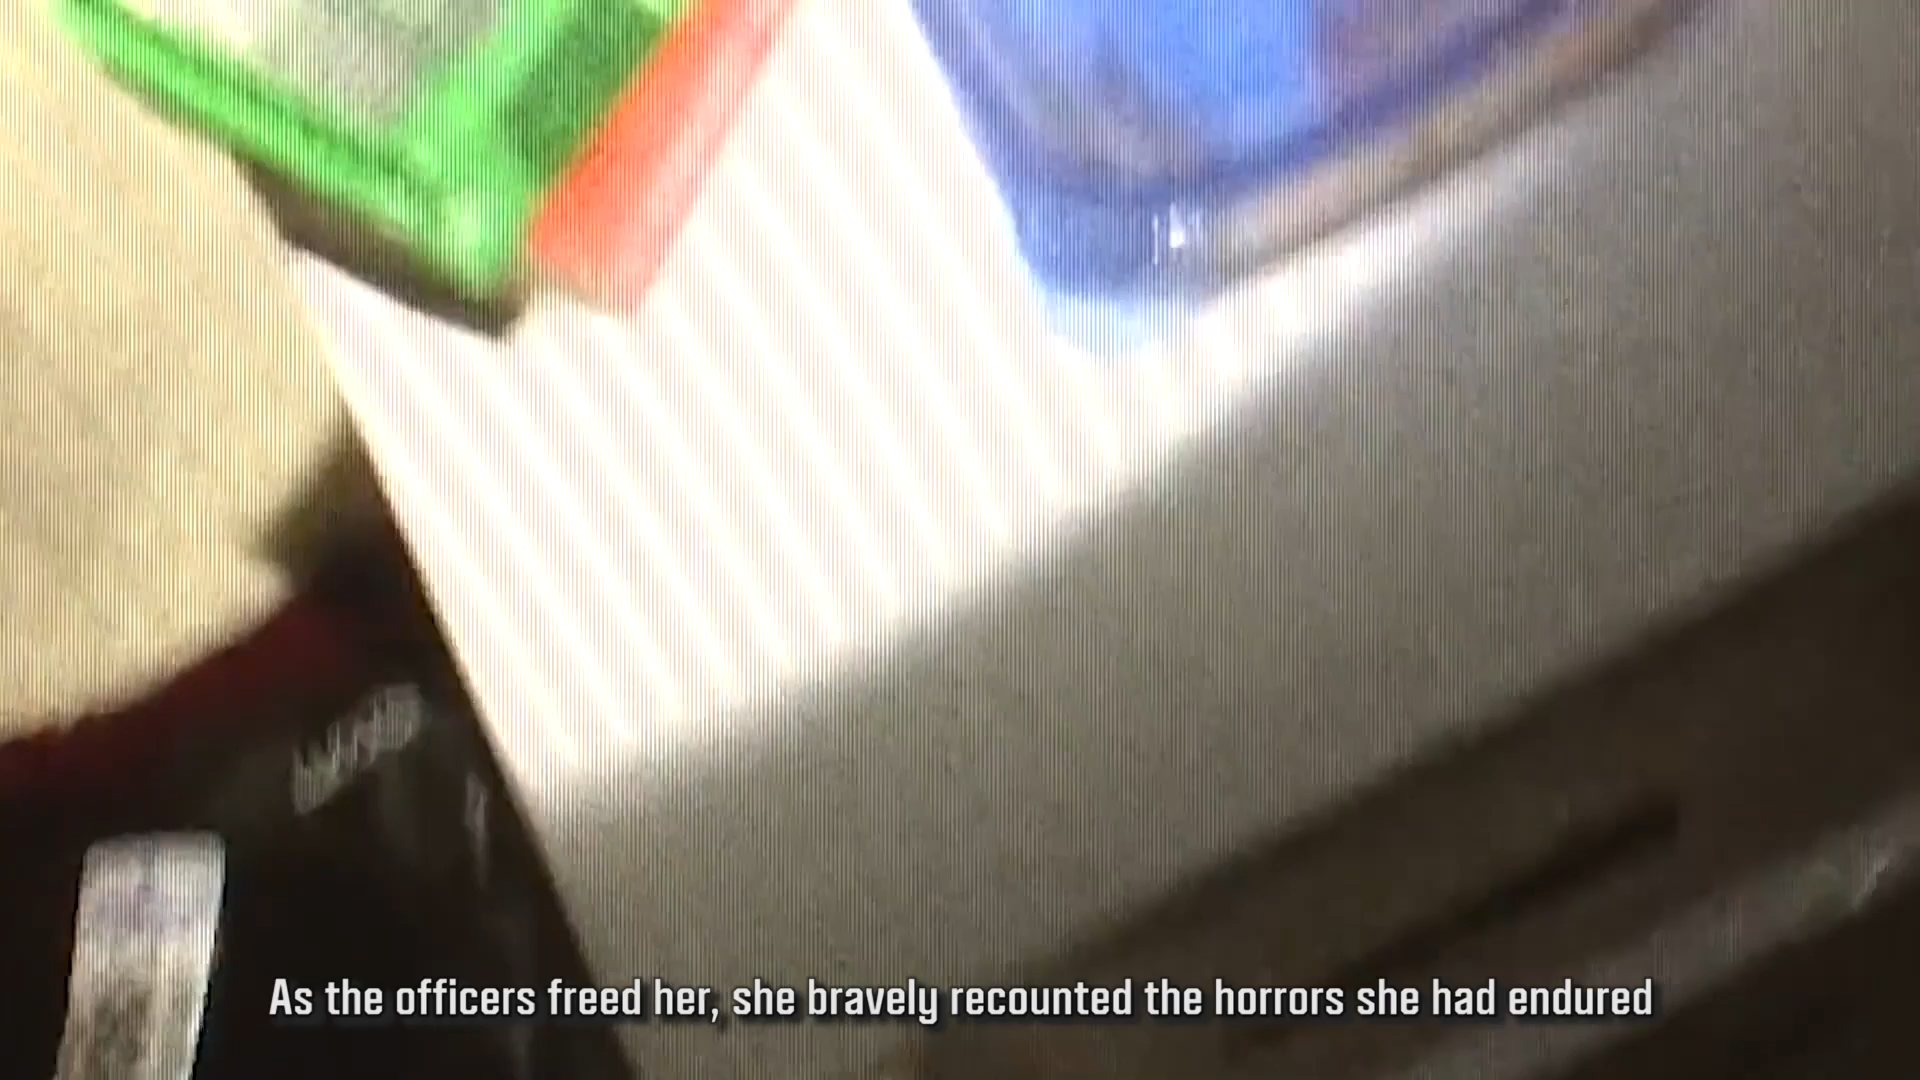 As the officers freed her, she bravely recounted the horrors she had endured